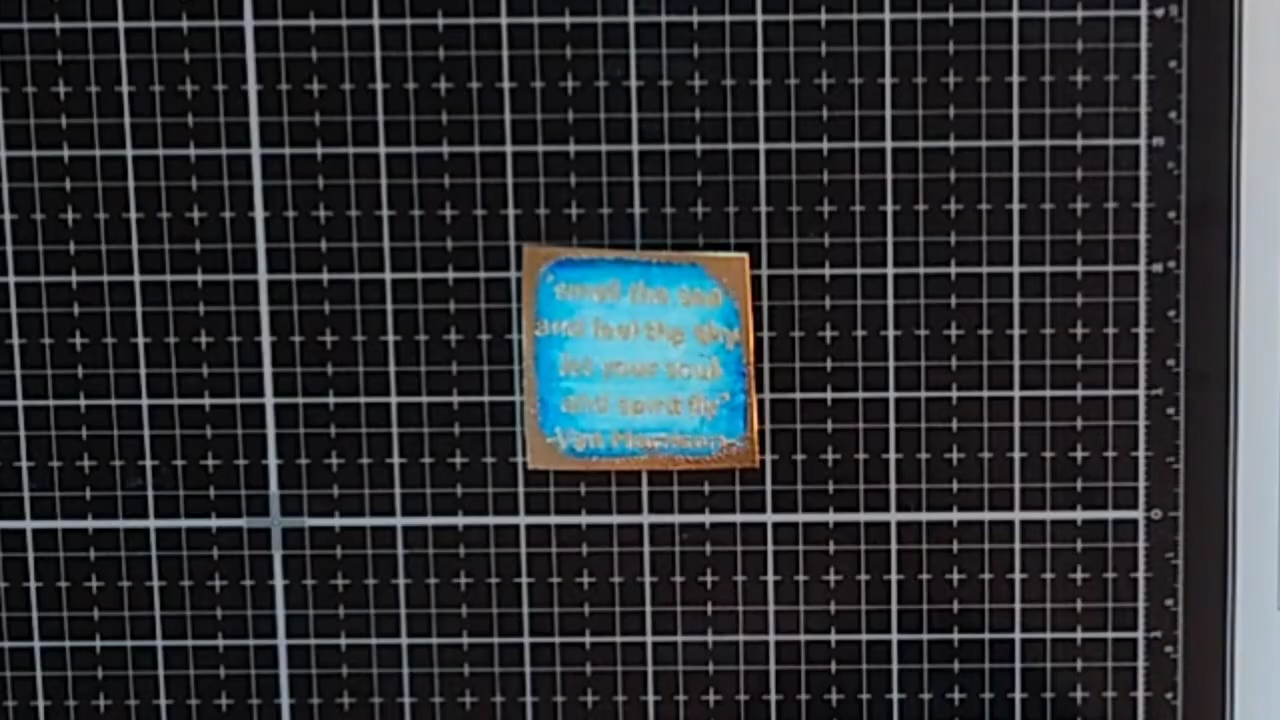 "smell the sea
and feel the sky
let your soul
and spirit fly"
-Van Morrison-